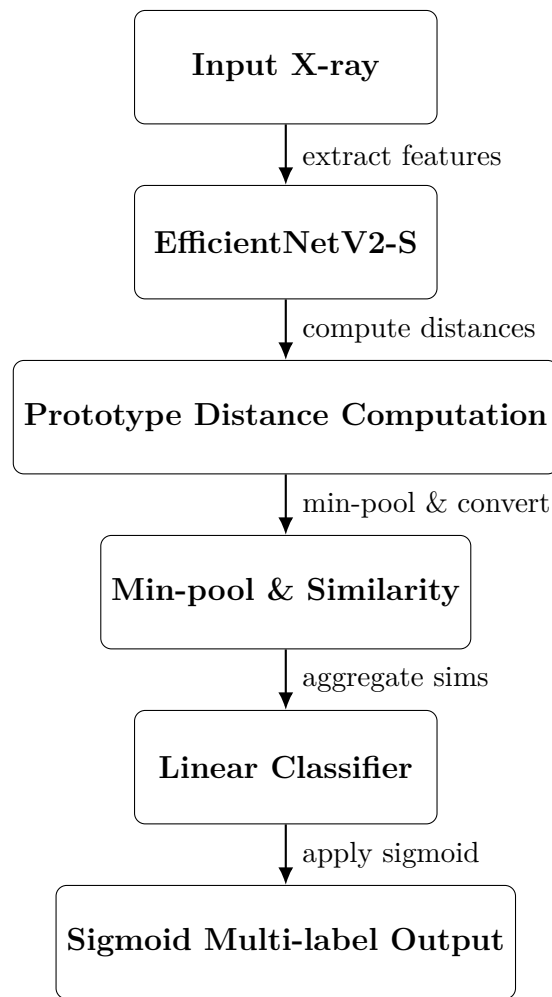 Input X-ray
extract features
EfficientNetV2-S
compute distances
Prototype Distance Computation
min-pool & convert
Min-pool & Similarity
aggregate sims
Linear Classifier
apply sigmoid
Sigmoid Multi-label Output